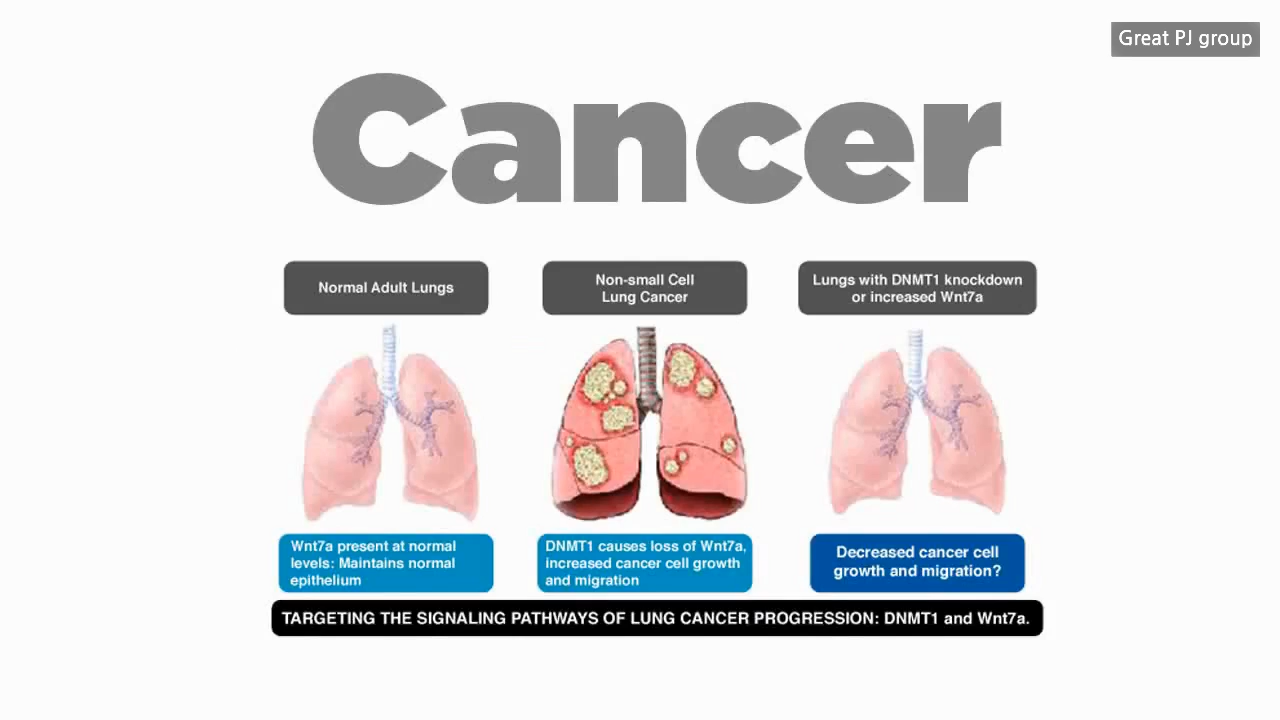 Great PJ group
Cancer
Normal Adult Lungs
Non-small Cell
Lung Cancer
Lungs with DNMT1 knockdown
or increased Wnt7a
Wnt7a present at normal
levels: Maintains normal
epithelium
DNMT1 causes loss of Wnt7a,
increased cancer cell growth
and migration
Decreased cancer cell
growth and migration?
TARGETING THE SIGNALING PATHWAYS OF LUNG CANCER PROGRESSION: DNMT1 and Wnt7a.